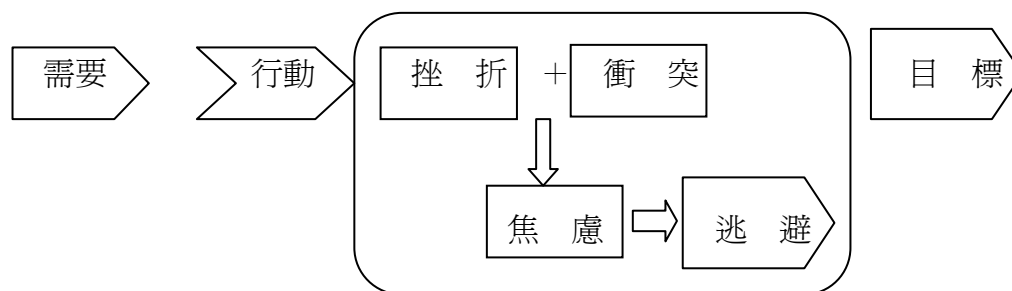 需要 行動 挫 折 + 衝 突 目 標
焦 慮 逃 避